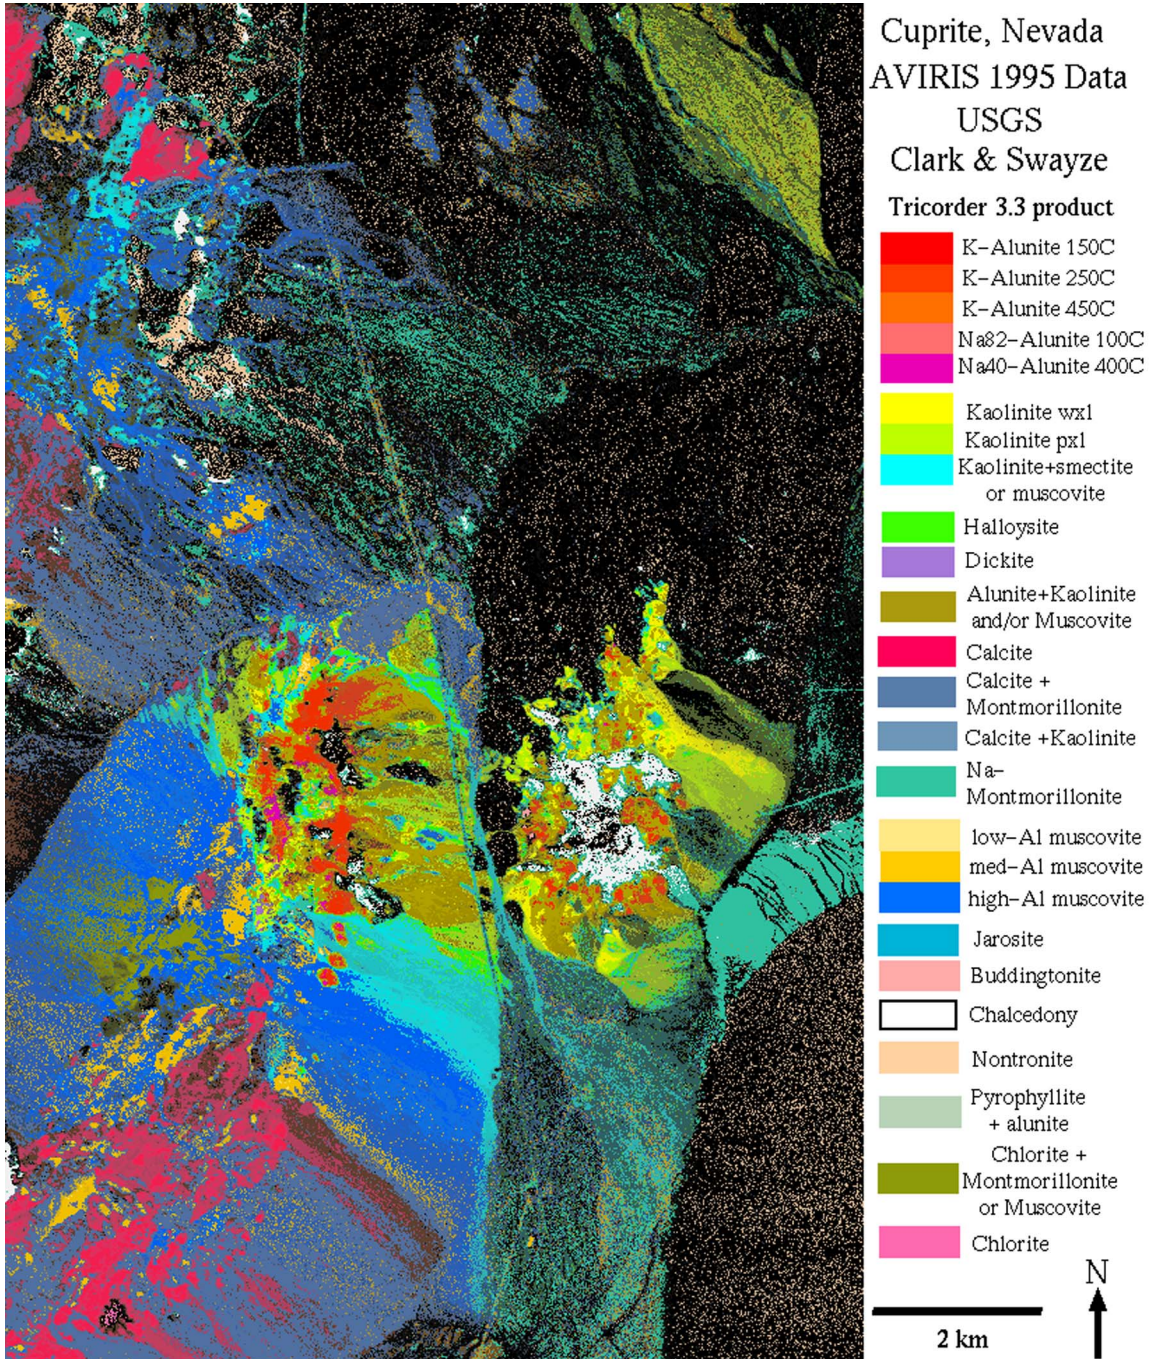 Cuprite, Nevada
AVIRIS 1995 Data
USGS
Clark & Swayze
Tricorder 3.3 product
K-Alunite 150C
K-Alunite 250C
K-Alunite 450C
Na82-Alunite 100C
Na40-Alunite 400C
Kaolinite wxl
Kaolinite pxl
Kaolinite+smectite
or muscovite
Halloysite
Dickite
Alunite+Kaolinite
and/or Muscovite
Calcite
Calcite +
Montmorillonite
Calcite +Kaolinite
Na-
Montmorillonite
low-Al muscovite
med-Al muscovite
high-Al muscovite
Jarosite
Buddingtonite
Chalcedony
Nontronite
Pyrophyllite
+ alunite
Chlorite +
Montmorillonite
or Muscovite
Chlorite
N
2 km